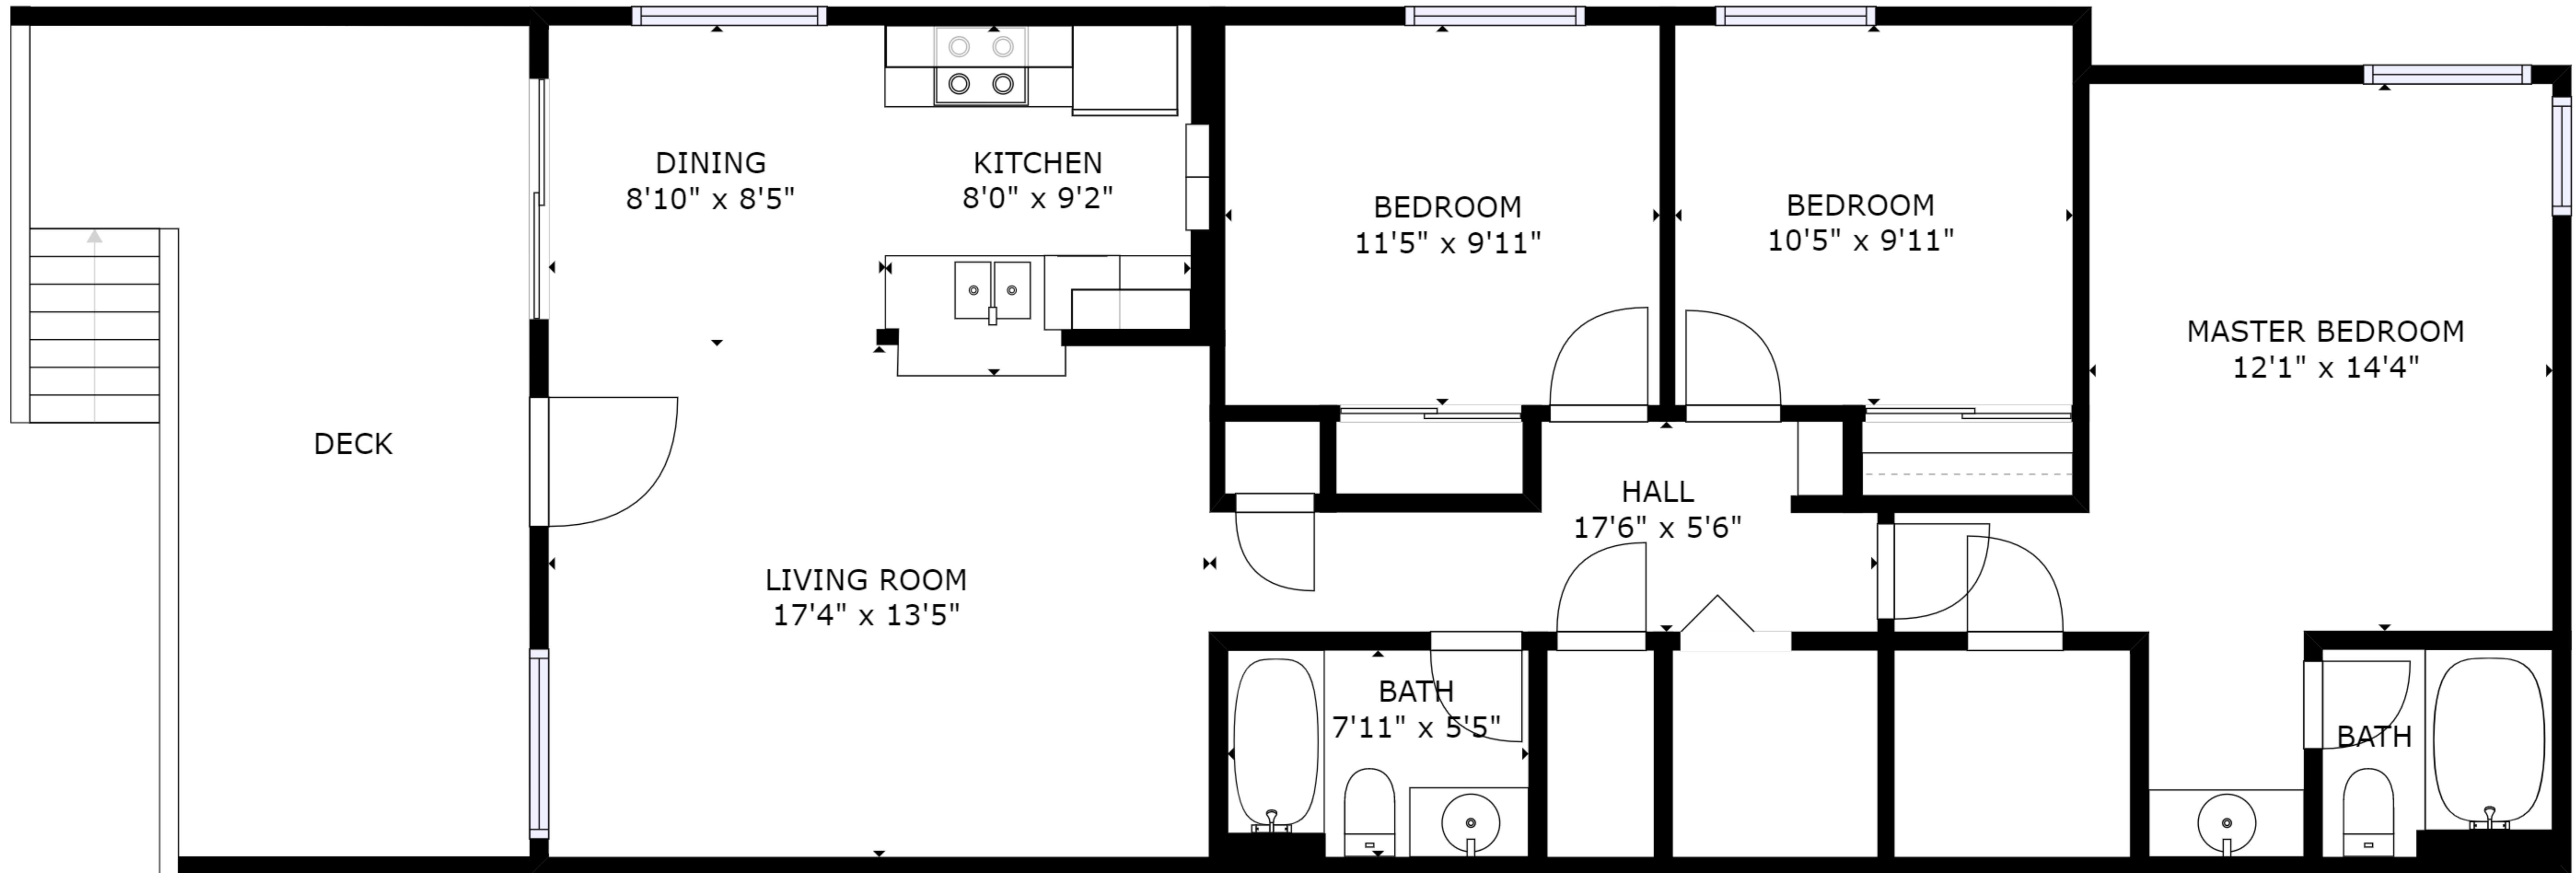 DINING
8'10" x 8'5"
KITCHEN
8'0" x 9'2"
BEDROOM
11'5" x 9'11"
BEDROOM
10'5" x 9'11"
MASTER BEDROOM
12'1" x 14'4"
DECK
HALL
17'6" x 5'6"
LIVING ROOM
17'4" x 13'5"
BATH
7'11" x 5'5"
BATH